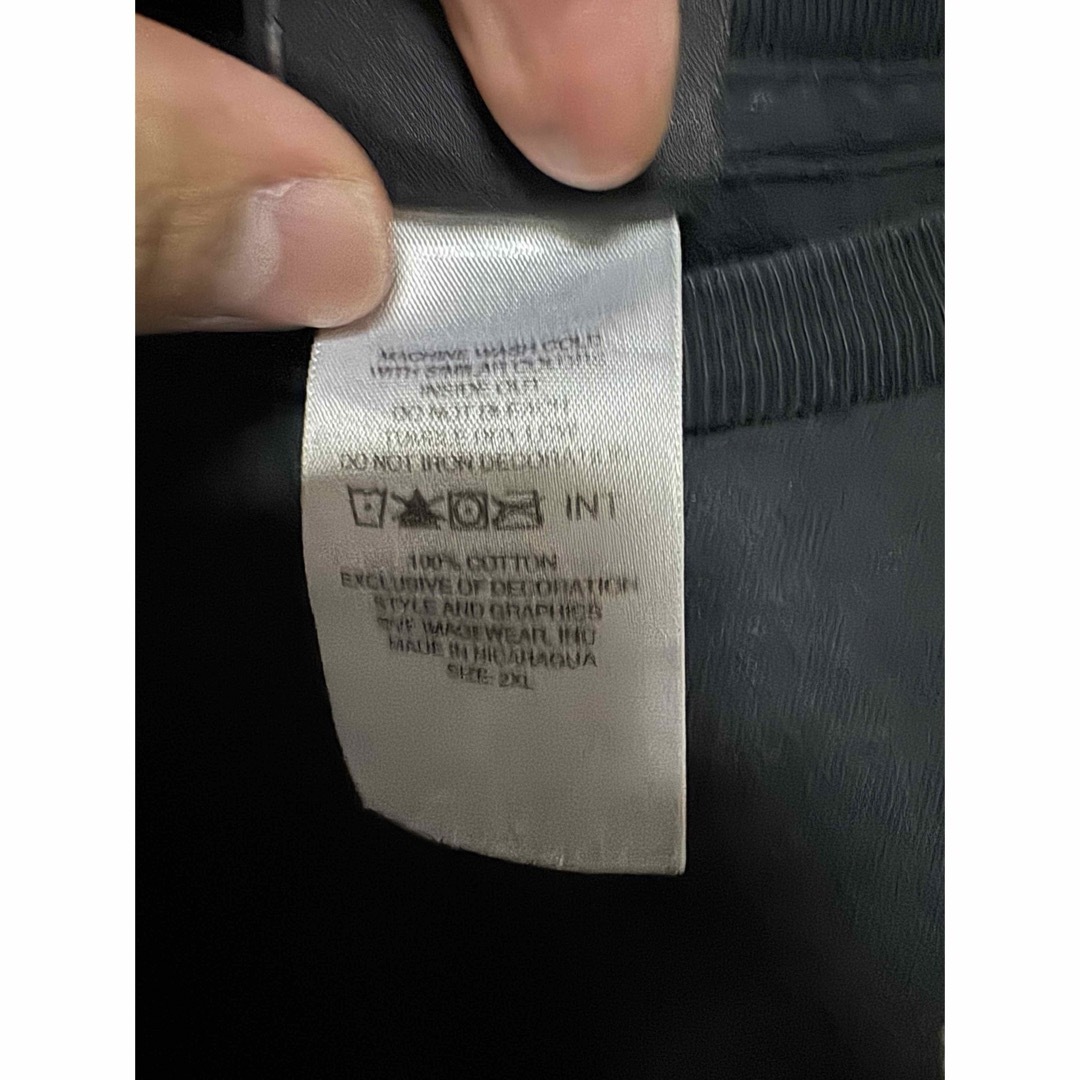 MACHINE WASH COLD
WITH SIMILAR COLORS
INSIDE OUT
DO NOT BLEACH
TUMBLE DRY LOW
DO NOT IRON
INT
100% COTTON
EXCLUSIVE OF DECORATION
STYLE AND GRAPHICS
IMAGEWEAR, INC
MADE IN NICARAGUA
SIZE: 2XL